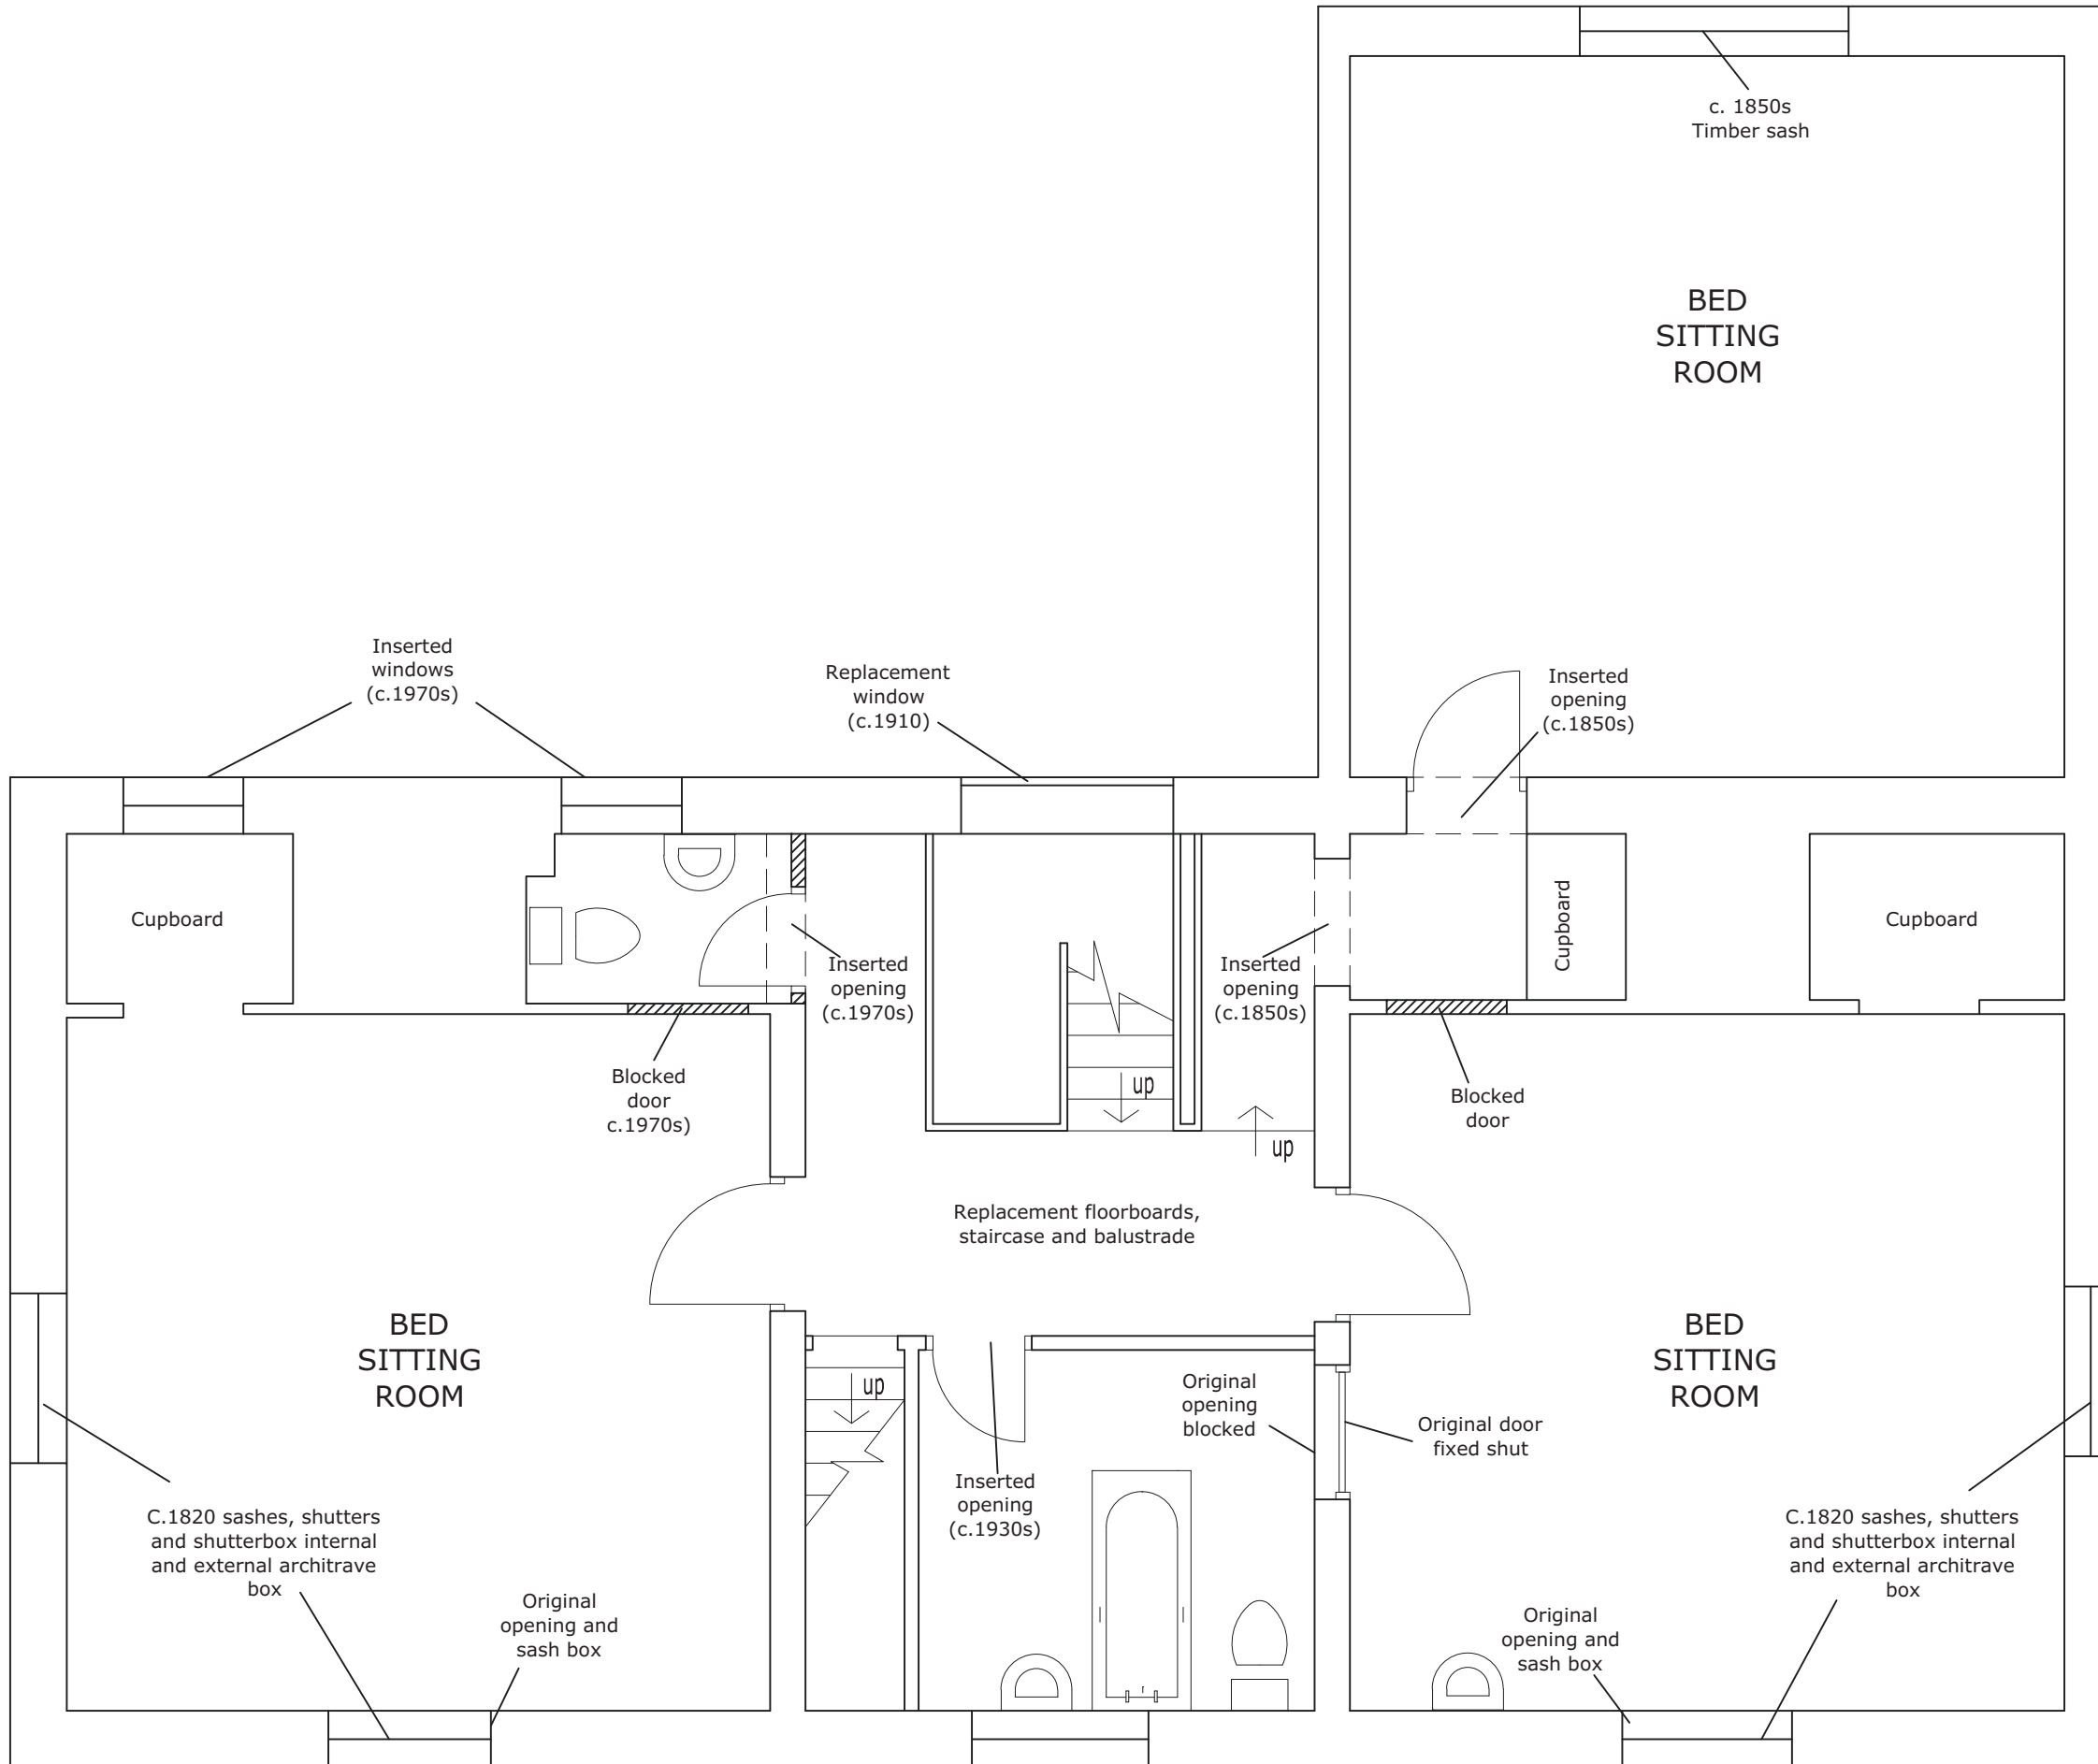 c. 1850s
Timber sash
BED
SITTING
ROOM
Inserted
windows
(c.1970s)
Replacement
window
(c.1910)
Inserted
opening
(c.1850s)
Cupboard
Cupboard
Cupboard
Inserted
opening
(c.1970s)
Inserted
opening
(c.1850s)
Blocked
door
c.1970s)
up
up
Blocked
door
Replacement floorboards,
staircase and balustrade
BED
SITTING
ROOM
BED
SITTING
ROOM
up
Original
opening
blocked
Original door
fixed shut
Inserted
opening
(c.1930s)
C.1820 sashes, shutters
and shutterbox internal
and external architrave
box
Original
opening and
sash box
C.1820 sashes, shutters
and shutterbox internal
and external architrave
box
Original
opening and
sash box